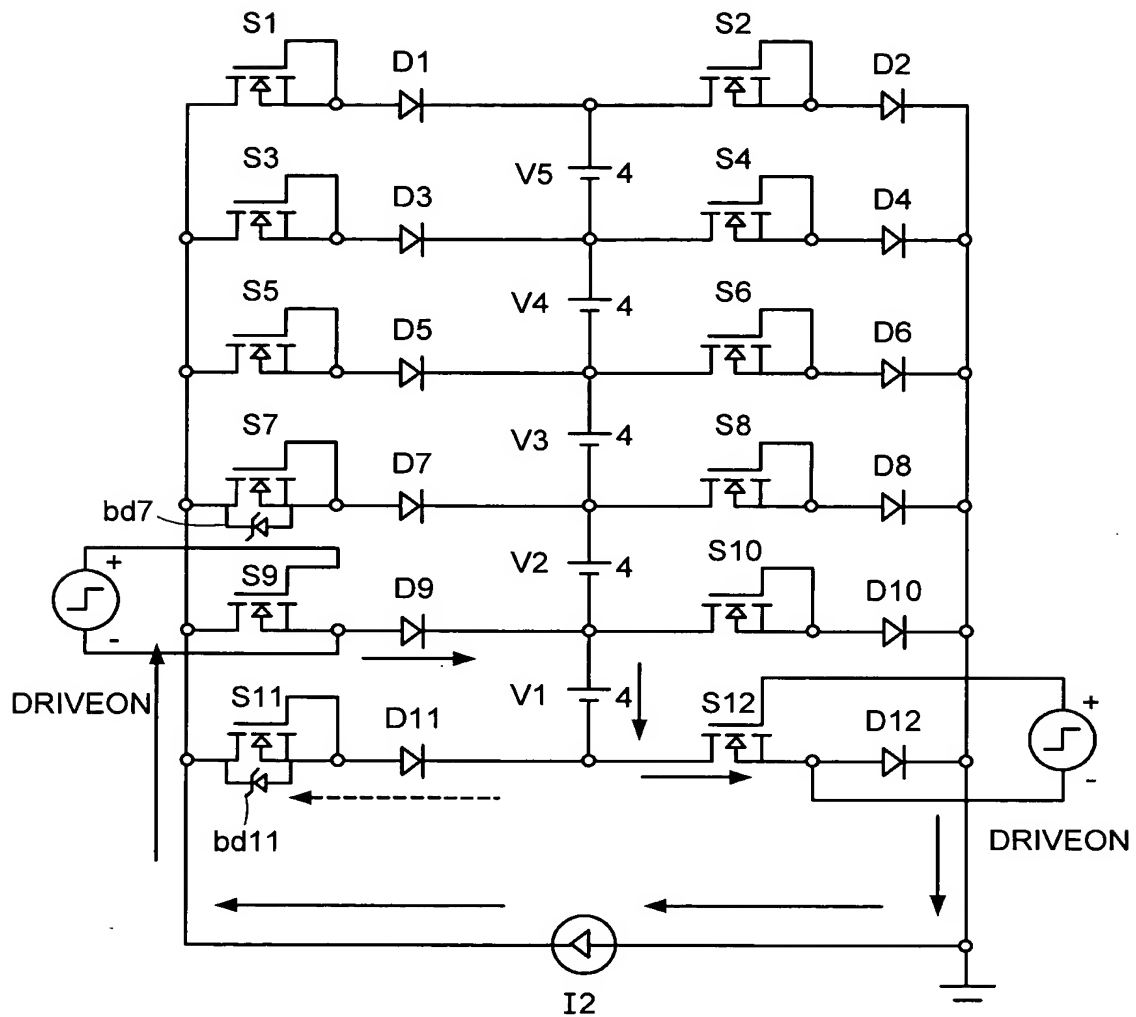 S1 S2
D1 D2
V5 4
S3 S4
D3 D4
V4 4
S5 S6
D5 D6
V3 4
S7 S8
D7 D8
bd7
V2 4
S10
+ S9 D9 D10
-
V1 4
DRIVEON S11 D11 S12 D12 +
-
bd11 DRIVEON
I2